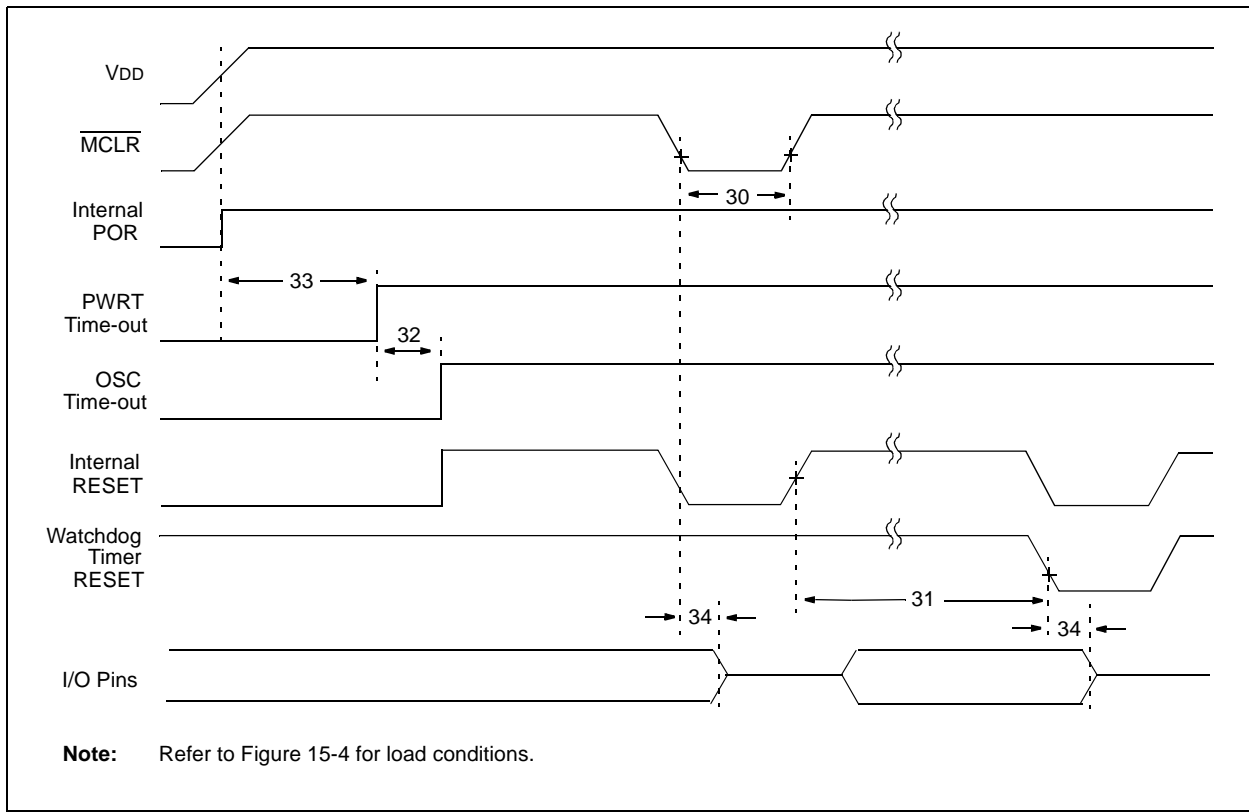 VDD
MCLR
Internal
POR
30
33
PWRT
Time-out
32
OSC
Time-out
Internal
RESET
Watchdog
Timer
RESET
31
34
34
I/O Pins
Note: Refer to Figure 15-4 for load conditions.